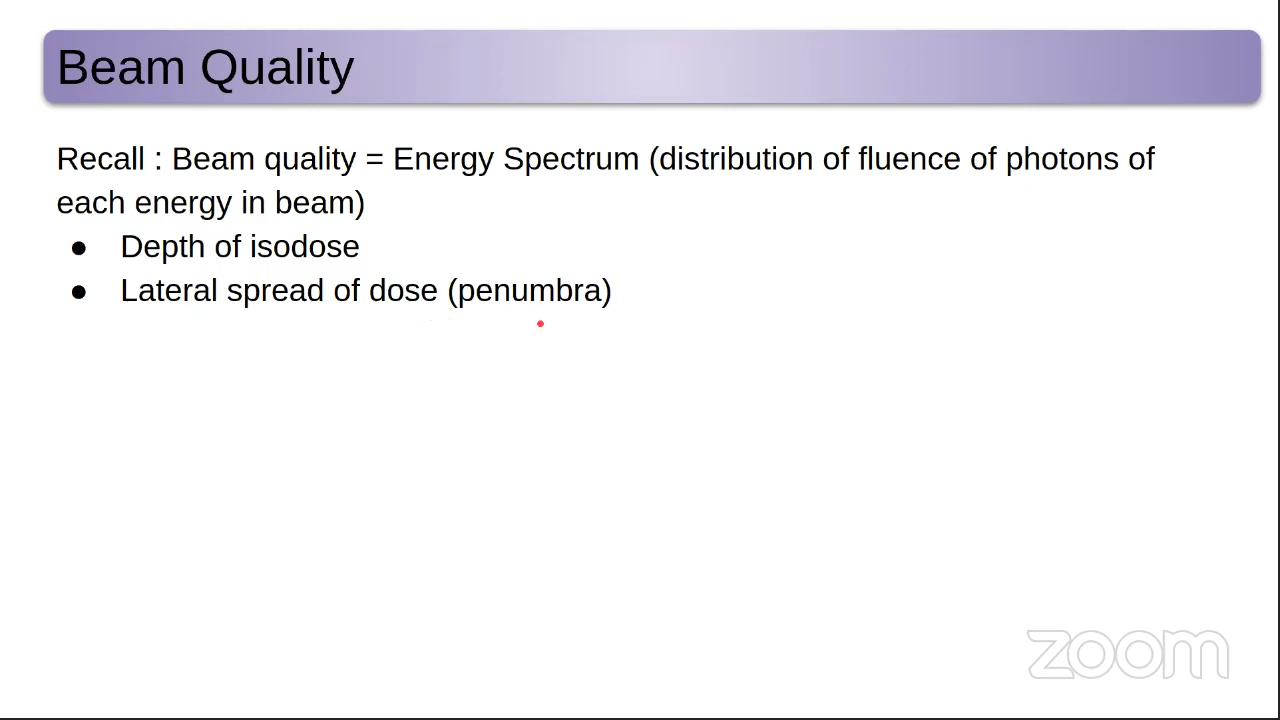 Beam Quality
Recall : Beam quality = Energy Spectrum (distribution of fluence of photons of
each energy in beam)
● Depth of isodose
● Lateral spread of dose (penumbra)
zoom